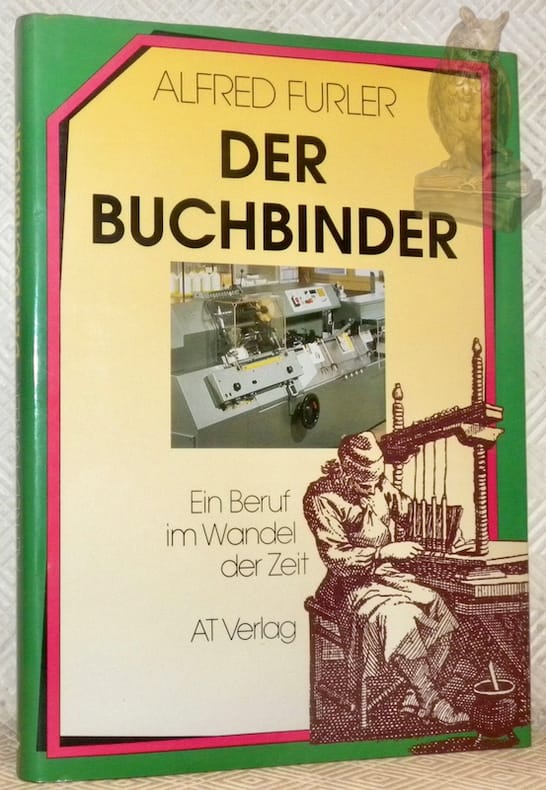 ALFRED FURLER
DER
BUCHBINDER
Ein Beruf
im Wandel
der Zeit
AT Verlag